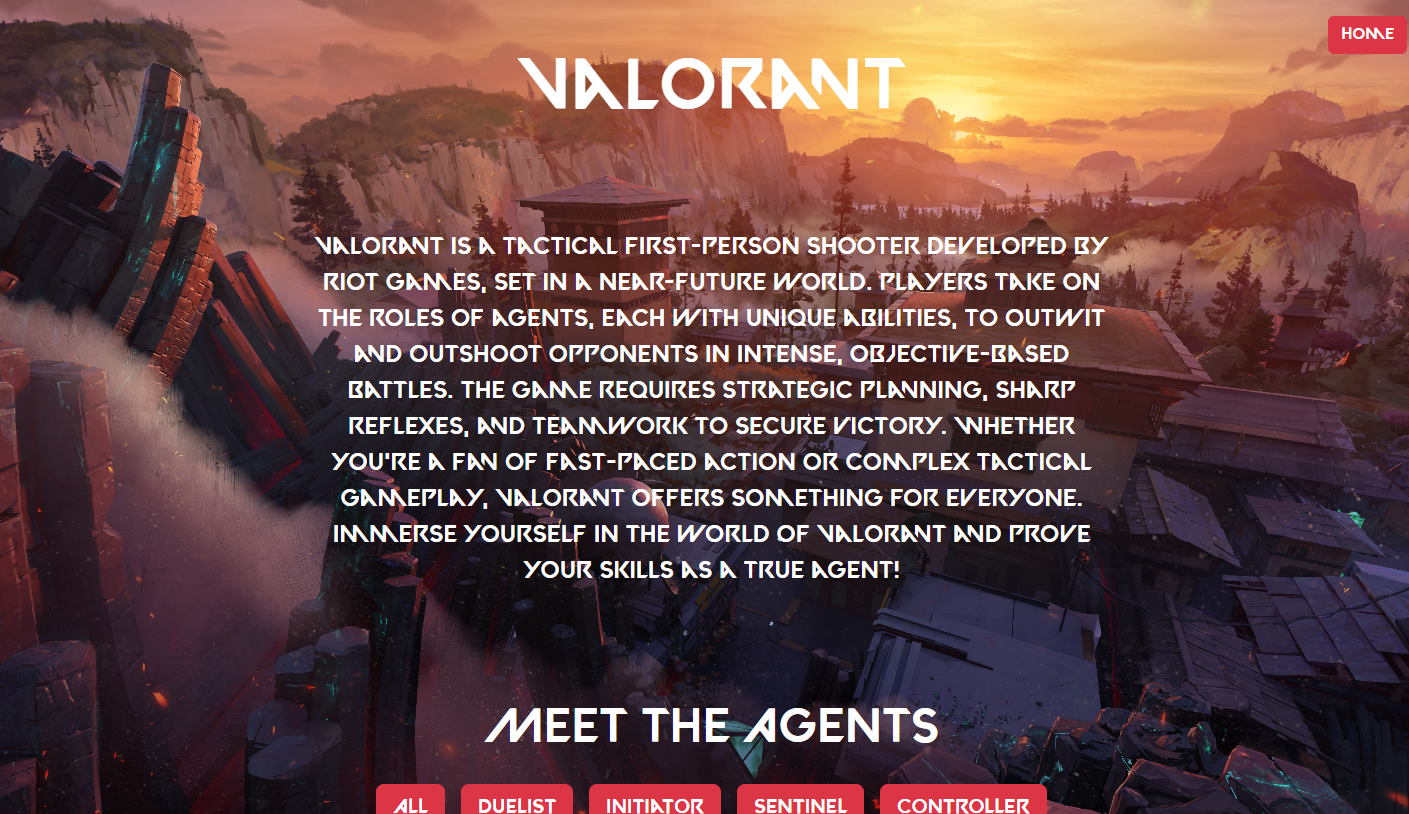 HOME
VALORANT
VALORANT IS A TACTICAL FIRST-PERSON SHOOTER DEVELOPED BY
RIOT GAMES, SET IN A NEAR-FUTURE WORLD. PLAYERS TAKE ON
THE ROLES OF AGENTS, EACH WITH UNIQUE ABILITIES, TO OUTWIT
AND OUTSHOOT OPPONENTS IN INTENSE, OBJECTIVE-BASED
BATTLES. THE GAME REQUIRES STRATEGIC PLANNING, SHARP
REFLEXES, AND TEAMWORK TO SECURE VICTORY. WHETHER
YOU'RE A FAN OF FAST-PACED ACTION OR COMPLEX TACTICAL
GAMEPLAY, VALORANT OFFERS SOMETHING FOR EVERYONE.
IMMERSE YOURSELF IN THE WORLD OF VALORANT AND PROVE
YOUR SKILLS AS A TRUE AGENT!
MEET THE AGENTS
ALL DUELIST INITIATOR SENTINEL CONTROLLER